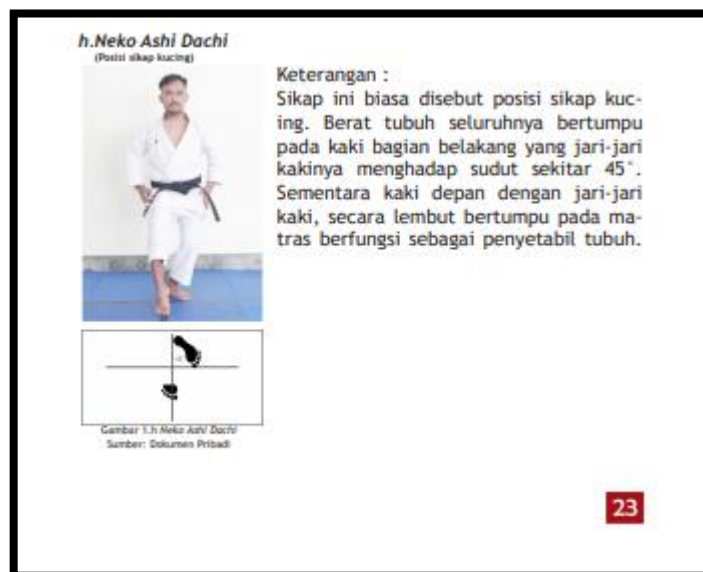 h.Neko Ashi Dachi
(Posisi sikap kucing)
Keterangan :
Sikap ini biasa disebut posisi sikap kuc-
ing. Berat tubuh seluruhnya bertumpu
pada kaki bagian belakang yang jari-jari
kakinya menghadap sudut sekitar 45°.
Sementara kaki depan dengan jari-jari
kaki, secara lembut bertumpu pada ma-
tras berfungsi sebagai penyetabil tubuh.
Gambar 1.h Neko Ashi Dachi
Sumber: Dokumen Pribadi
23